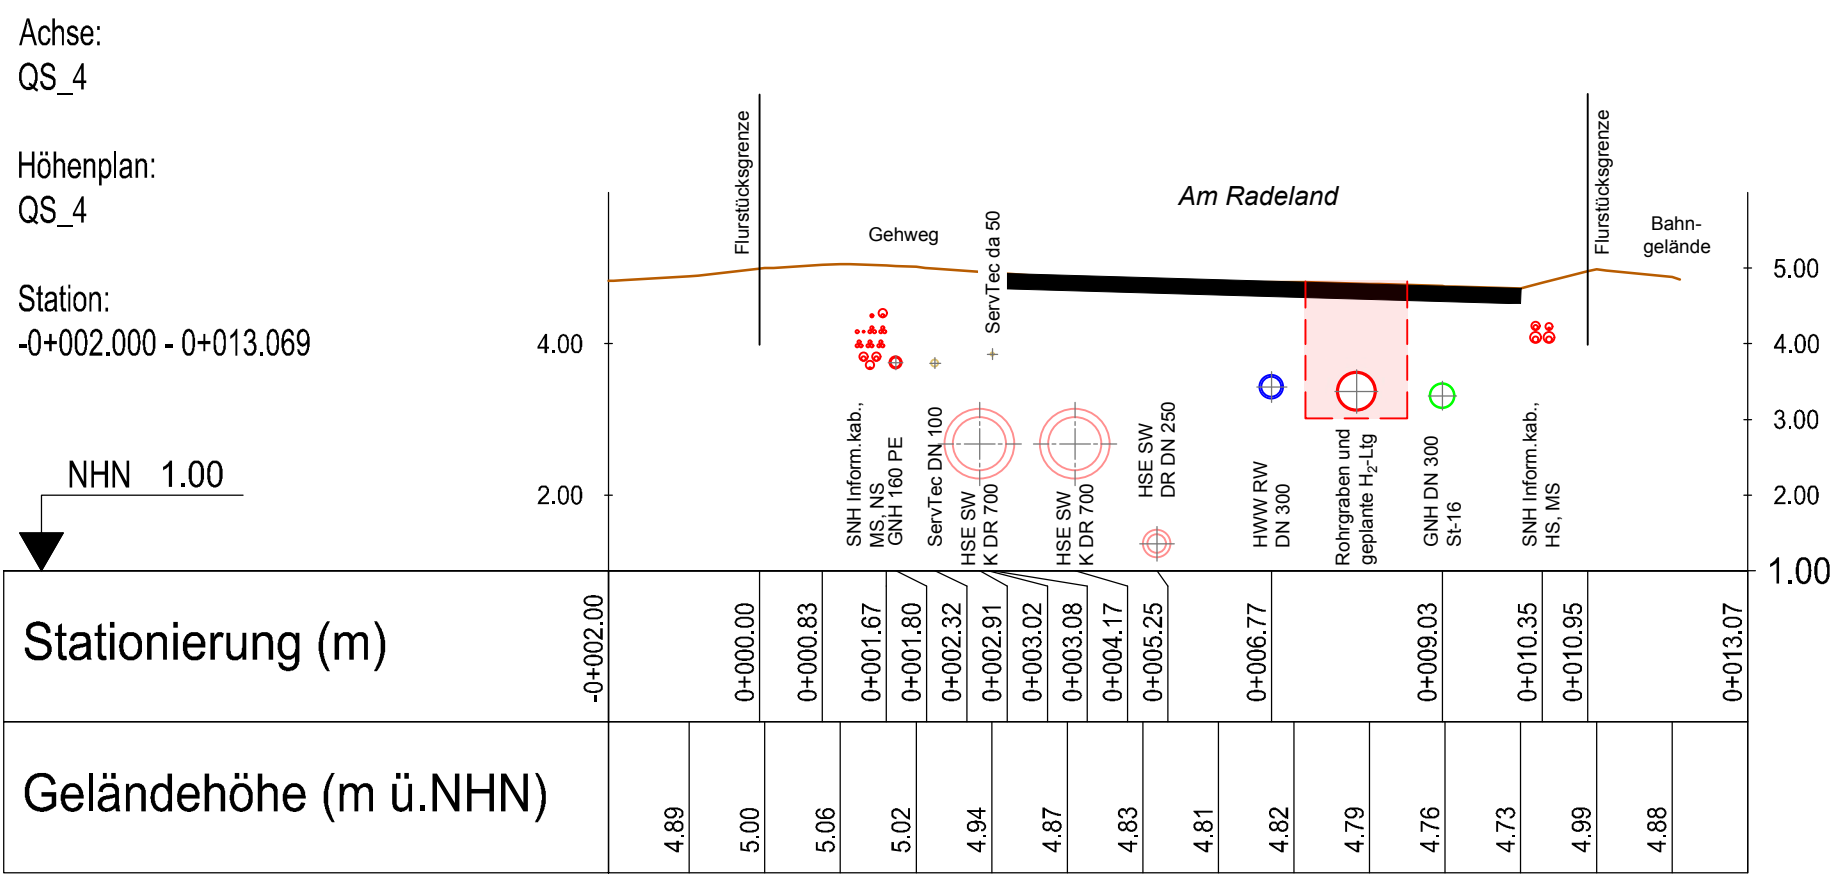 Achse:
QS_4
Höhenplan:
QS_4
Station:
-0+002.000 - 0+013.069
NHN 1.00
Flurstücksgrenze
Gehweg
ServTec da 50
Am Radeland
Flurstücksgrenze
Bahn-
gelände
4.00
2.00
5.00
4.00
3.00
2.00
1.00
SNH Inform.kab.,
MS, NS
GNH 160 PE
ServTec DN 100
HSE SW
K DR 700
HSE SW
K DR 700
HSE SW
DR DN 250
HWW RW
DN 300
Rohrgraben und
geplante H₂-Ltg
GNH DN 300
St-16
SNH Inform.kab.,
HS, MS
Stationierung (m)
-0+002.00
0+000.00
0+000.83
0+001.67
0+001.80
0+002.32
0+002.91
0+003.02
0+003.08
0+004.17
0+005.25
0+006.77
0+009.03
0+010.35
0+010.95
0+013.07
Geländehöhe (m ü.NHN)
4.89
5.00
5.06
5.02
4.94
4.87
4.83
4.81
4.82
4.79
4.76
4.73
4.99
4.88